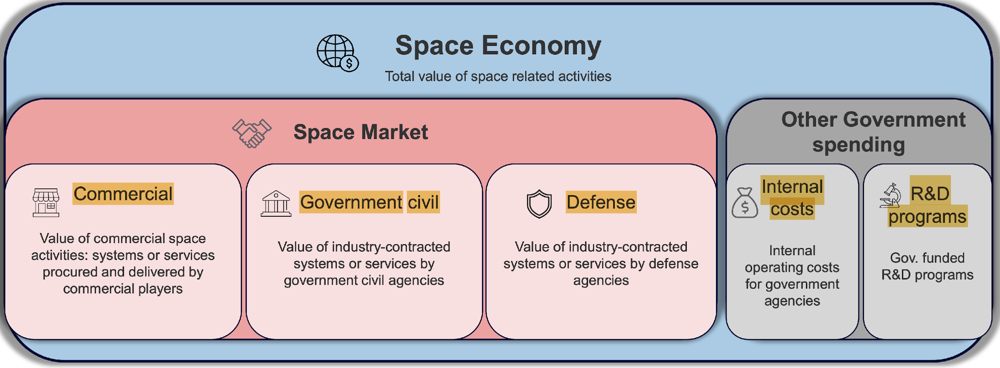 Space Economy
Total value of space related activities
Space Market
Commercial
Value of commercial space
activities: systems or services
procured and delivered by
commercial players
Government civil
Value of industry-contracted
systems or services by
government civil agencies
Defense
Value of industry-contracted
systems or services by defense
agencies
Other Government
spending
Internal
costs
Internal
operating costs
for government
agencies
R&D
programs
Gov. funded
R&D programs